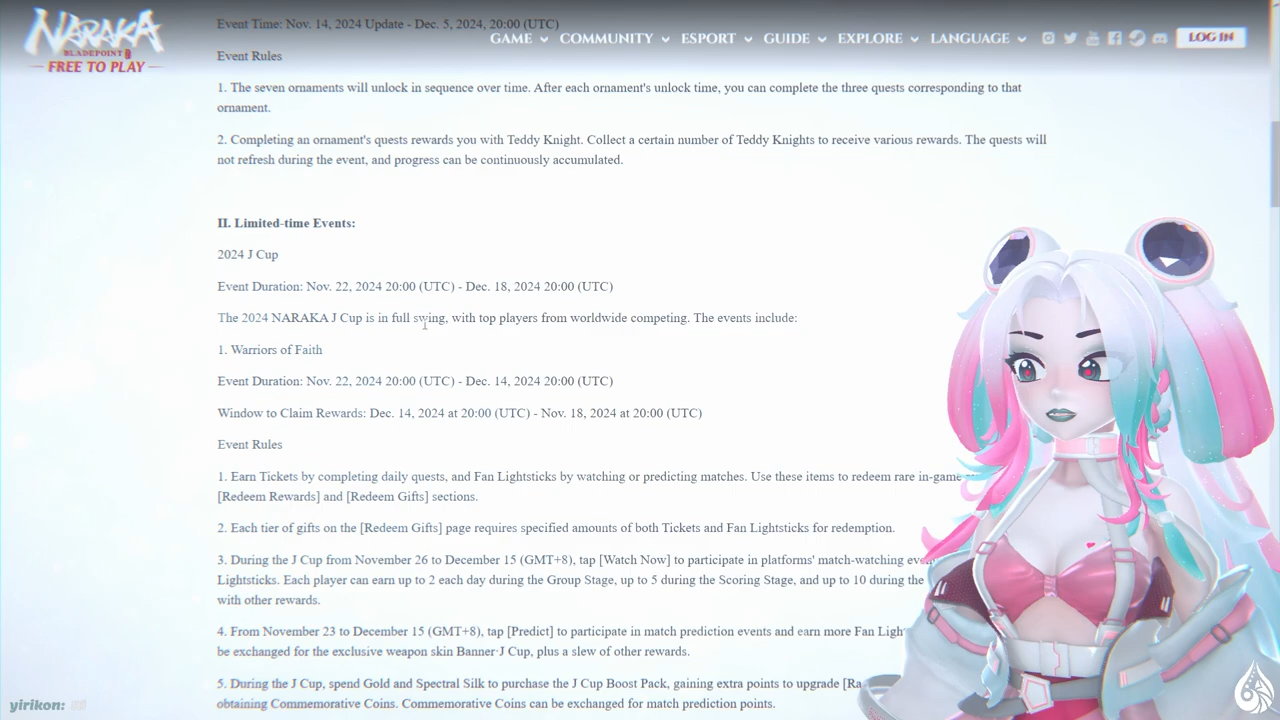 NARAKA
BLADEPOINT
FREE TO PLAY
GAME COMMUNITY ESPORT GUIDE EXPLORE LANGUAGE LOG IN
Event Time: Nov. 14, 2024 Update - Dec. 5, 2024, 20:00 (UTC)
Event Rules
1. The seven ornaments will unlock in sequence over time. After each ornament's unlock time, you can complete the three quests corresponding to that
ornament.
2. Completing an ornament's quests rewards you with Teddy Knight. Collect a certain number of Teddy Knights to receive various rewards. The quests will
not refresh during the event, and progress can be continuously accumulated.
II. Limited-time Events:
2024 J Cup
Event Duration: Nov. 22, 2024 20:00 (UTC) - Dec. 18, 2024 20:00 (UTC)
The 2024 NARAKA J Cup is in full swing, with top players from worldwide competing. The events include:
1. Warriors of Faith
Event Duration: Nov. 22, 2024 20:00 (UTC) - Dec. 14, 2024 20:00 (UTC)
Window to Claim Rewards: Dec. 14, 2024 at 20:00 (UTC) - Nov. 18, 2024 at 20:00 (UTC)
Event Rules
1. Earn Tickets by completing daily quests, and Fan Lightsticks by watching or predicting matches. Use these items to redeem rare in-game
[Redeem Rewards] and [Redeem Gifts] sections.
2. Each tier of gifts on the [Redeem Gifts] page requires specified amounts of both Tickets and Fan Lightsticks for redemption.
3. During the J Cup from November 26 to December 15 (GMT+8), tap [Watch Now] to participate in platforms' match-watching
Lightsticks. Each player can earn up to 2 each day during the Group Stage, up to 5 during the Scoring Stage, and up to 10 during the
with other rewards.
4. From November 23 to December 15 (GMT+8), tap [Predict] to participate in match prediction events and earn more Fan
be exchanged for the exclusive weapon skin Banner·J Cup, plus a slew of other rewards.
5. During the J Cup, spend Gold and Spectral Silk to purchase the J Cup Boost Pack, gaining extra points to upgrade
obtaining Commemorative Coins. Commemorative Coins can be exchanged for match prediction points.
yirikon: